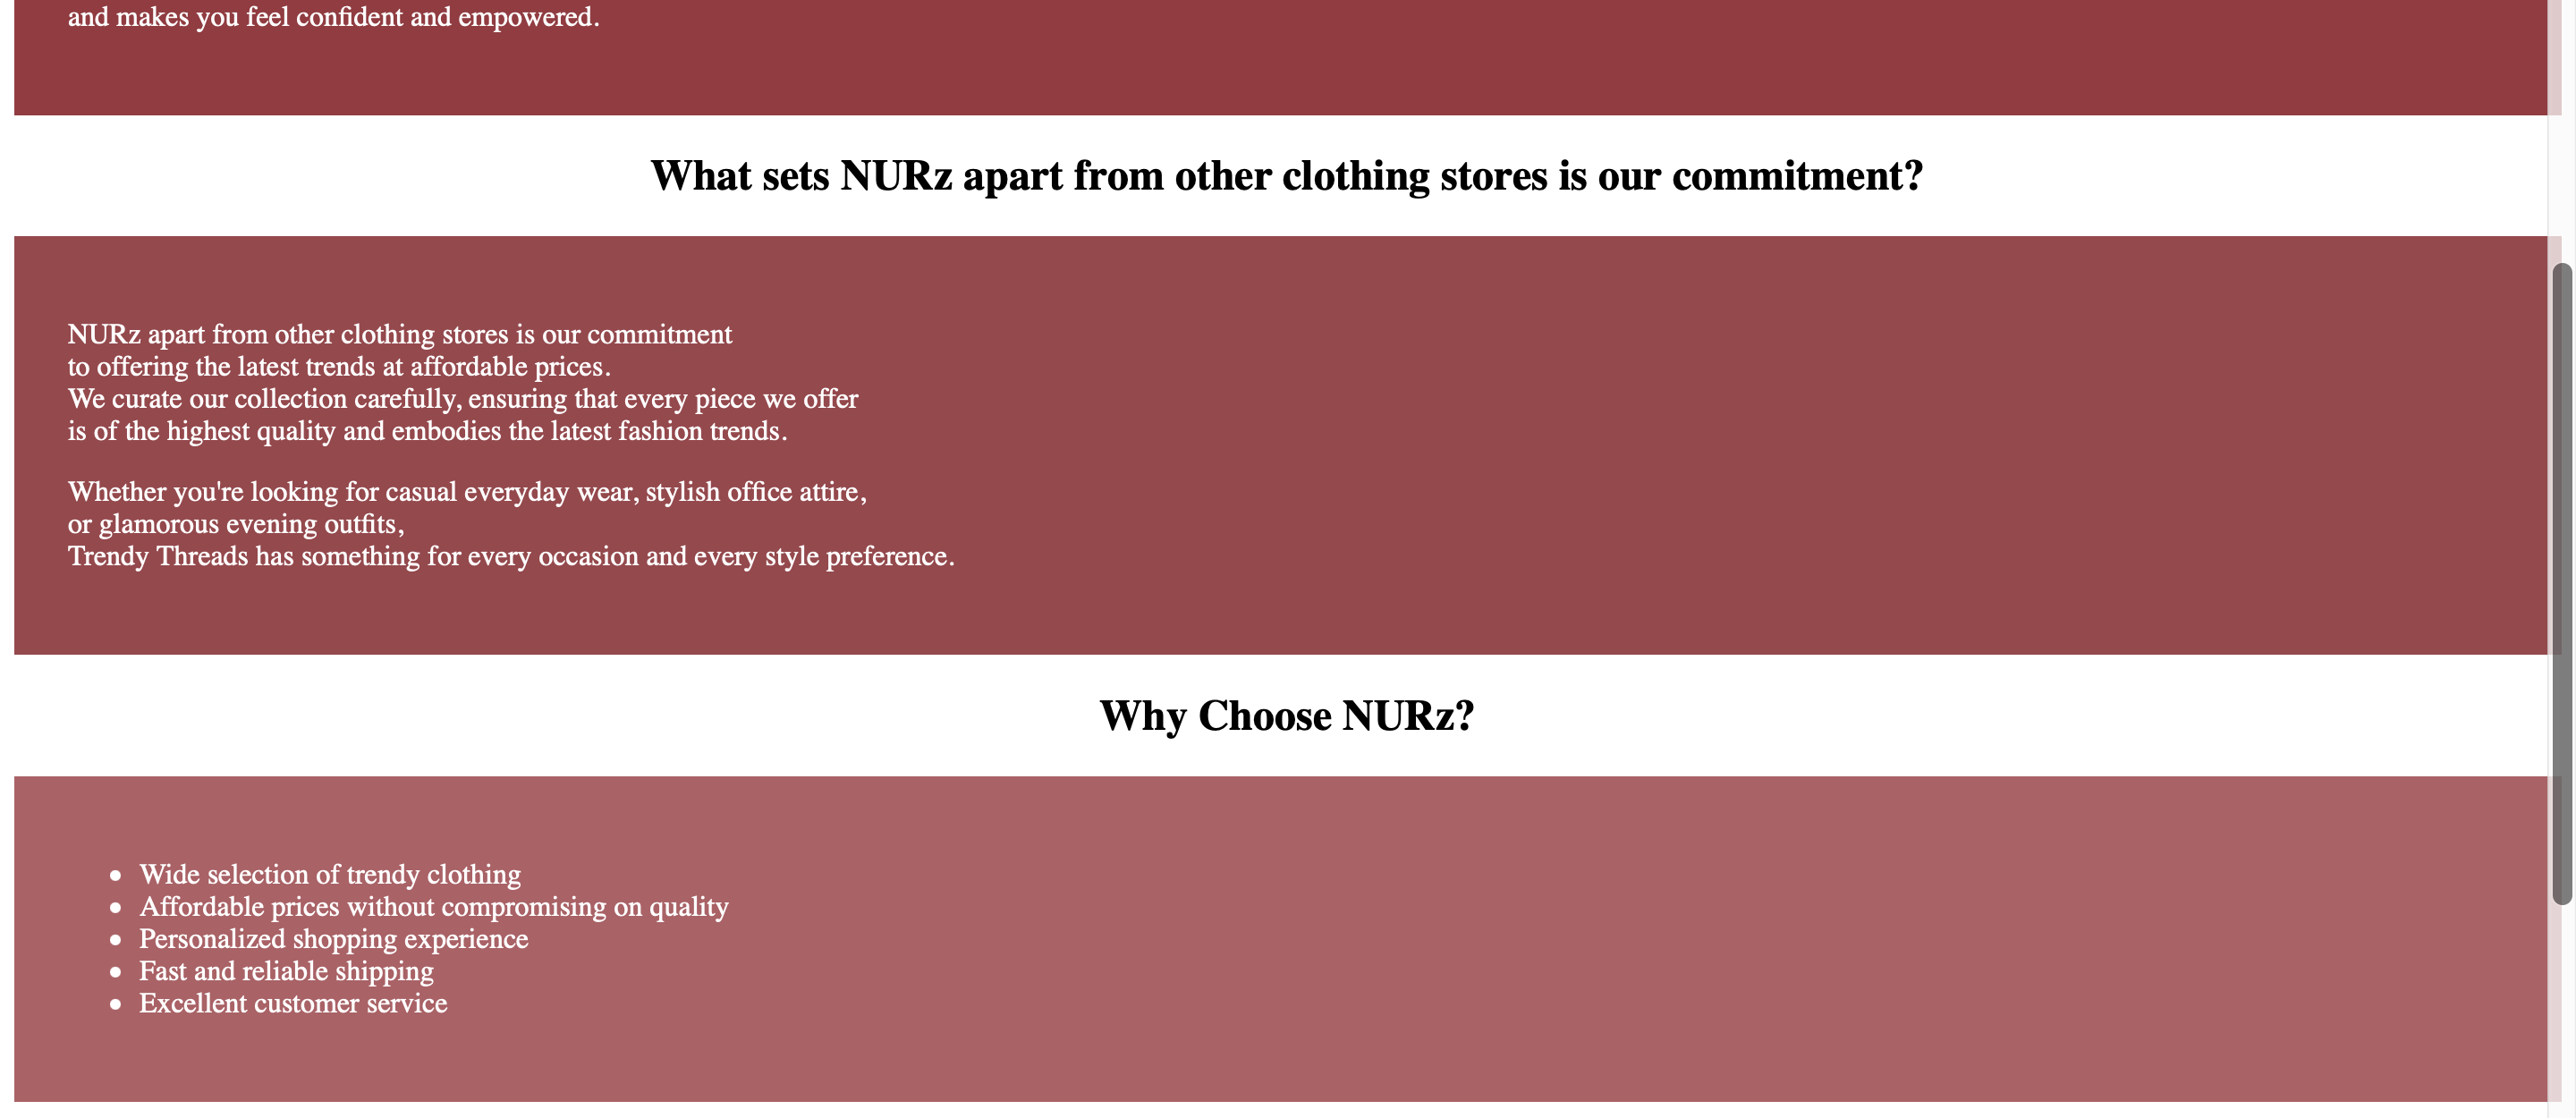 and makes you feel confident and empowered.
What sets NURz apart from other clothing stores is our commitment?
NURz apart from other clothing stores is our commitment
to offering the latest trends at affordable prices.
We curate our collection carefully, ensuring that every piece we offer
is of the highest quality and embodies the latest fashion trends.
Whether you're looking for casual everyday wear, stylish office attire,
or glamorous evening outfits,
Trendy Threads has something for every occasion and every style preference.
Why Choose NURz?
• Wide selection of trendy clothing
• Affordable prices without compromising on quality
• Personalized shopping experience
• Fast and reliable shipping
• Excellent customer service